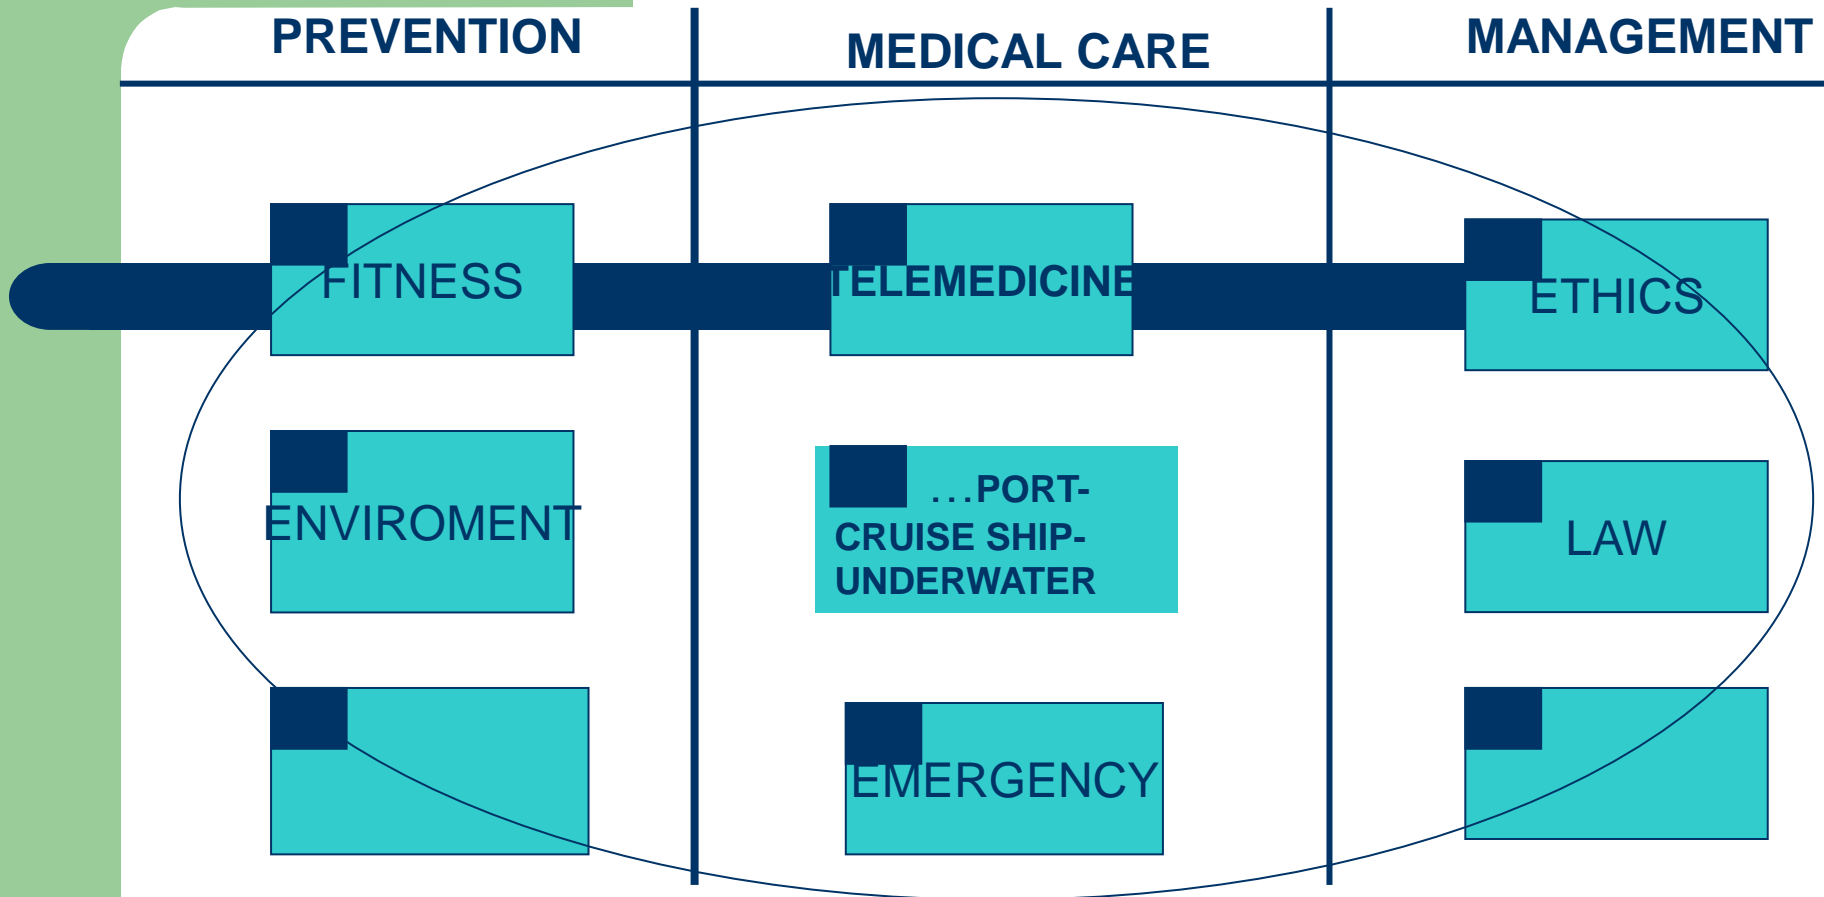 PREVENTION
MEDICAL CARE
MANAGEMENT
FITNESS
TELEMEDICINE
ETHICS
ENVIROMENT
...PORT-
CRUISE SHIP-
UNDERWATER
LAW
EMERGENCY